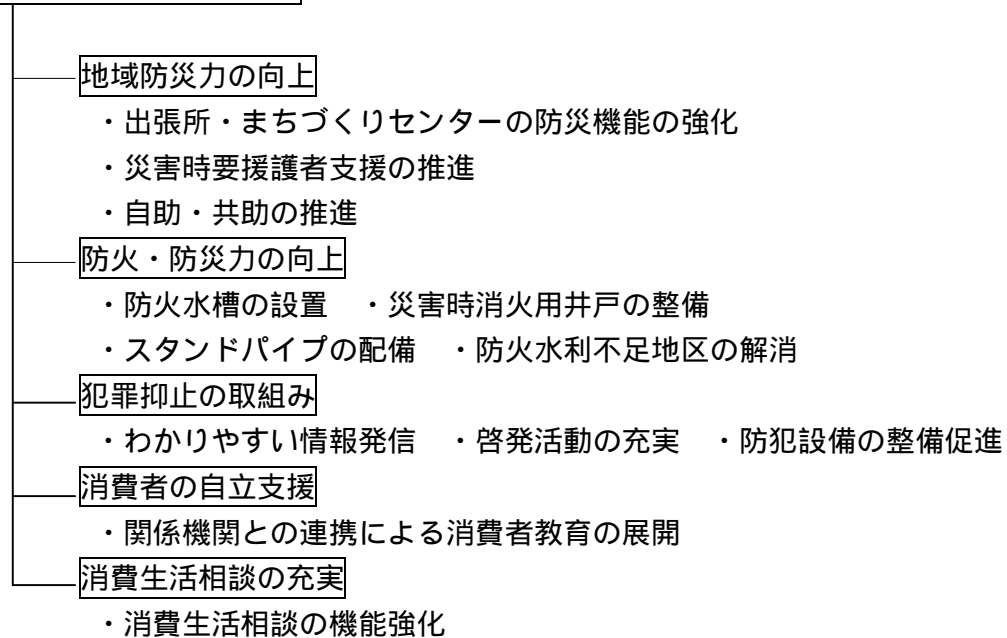 地域防災力の向上
・出張所・まちづくりセンターの防災機能の強化
・災害時要援護者支援の推進
・自助・共助の推進
防火・防災力の向上
・防火水槽の設置　・災害時消火用井戸の整備
・スタンドパイプの配備　・防火水利不足地区の解消
犯罪抑止の取組み
・わかりやすい情報発信　・啓発活動の充実　・防犯設備の整備促進
消費者の自立支援
・関係機関との連携による消費者教育の展開
消費生活相談の充実
・消費生活相談の機能強化